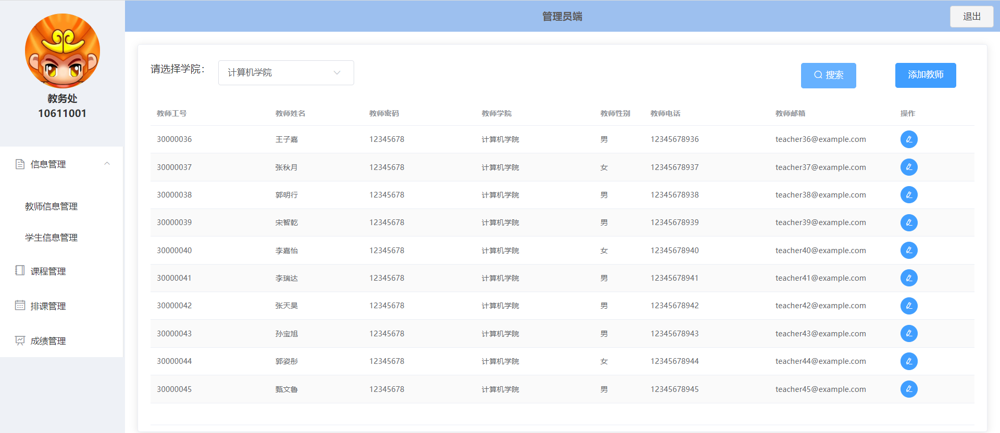 教务处
10611001
信息管理
教师信息管理
学生信息管理
课程管理
排课管理
成绩管理
管理员端
退出
请选择学院：
计算机学院
搜索
添加教师
教师工号 教师姓名 教师密码 教师学院 教师性别 教师电话 教师邮箱 操作
30000036 王子嘉 12345678 计算机学院 男 12345678936 teacher36@example.com
30000037 张秋月 12345678 计算机学院 女 12345678937 teacher37@example.com
30000038 郭明行 12345678 计算机学院 男 12345678938 teacher38@example.com
30000039 宋智乾 12345678 计算机学院 男 12345678939 teacher39@example.com
30000040 李嘉怡 12345678 计算机学院 女 12345678940 teacher40@example.com
30000041 李瑞达 12345678 计算机学院 男 12345678941 teacher41@example.com
30000042 张天昊 12345678 计算机学院 男 12345678942 teacher42@example.com
30000043 孙宝旭 12345678 计算机学院 男 12345678943 teacher43@example.com
30000044 郭姿彤 12345678 计算机学院 女 12345678944 teacher44@example.com
30000045 甄文鲁 12345678 计算机学院 男 12345678945 teacher45@example.com